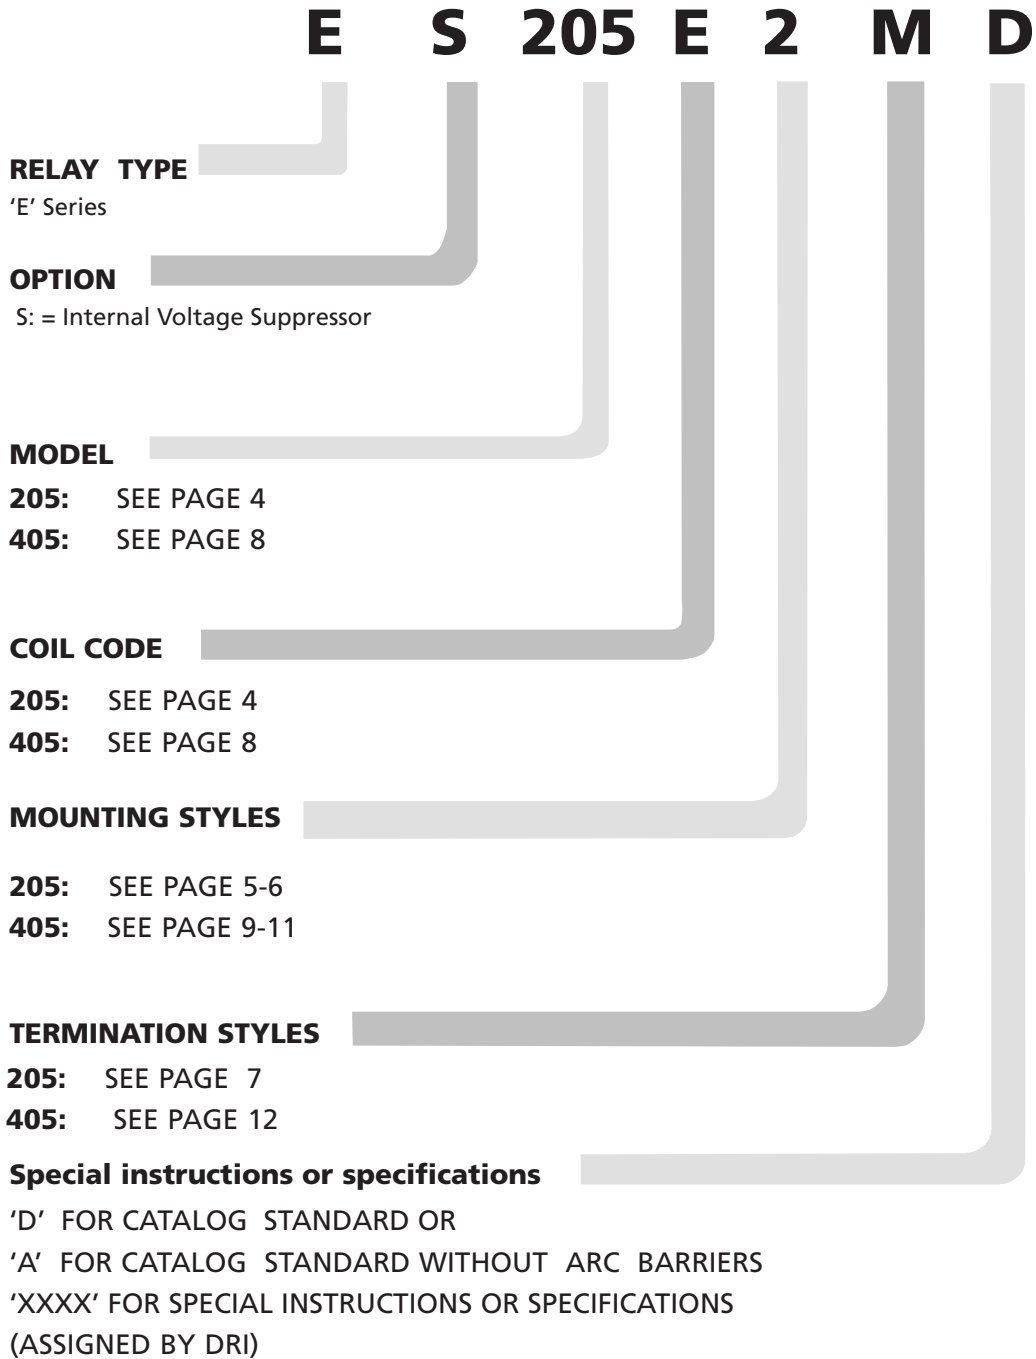 E S 205 E 2 M D
RELAY TYPE
‘E’ Series
OPTION
S: = Internal Voltage Suppressor
MODEL
205: SEE PAGE 4
405: SEE PAGE 8
COIL CODE
205: SEE PAGE 4
405: SEE PAGE 8
MOUNTING STYLES
205: SEE PAGE 5-6
405: SEE PAGE 9-11
TERMINATION STYLES
205: SEE PAGE 7
405: SEE PAGE 12
Special instructions or specifications
‘D’ FOR CATALOG STANDARD OR
‘A’ FOR CATALOG STANDARD WITHOUT ARC BARRIERS
‘XXXX’ FOR SPECIAL INSTRUCTIONS OR SPECIFICATIONS
(ASSIGNED BY DRI)